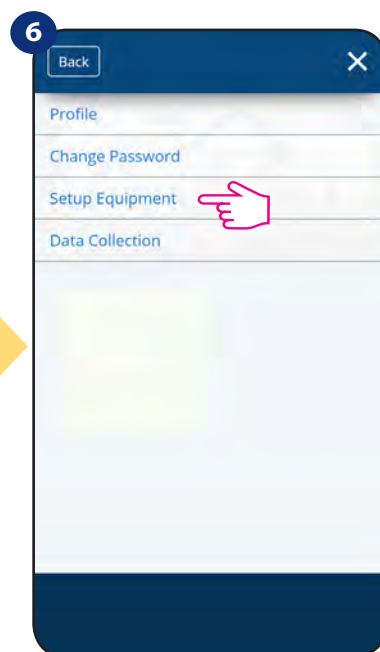 6
Back
Profile
Change Password
Setup Equipment
Data Collection